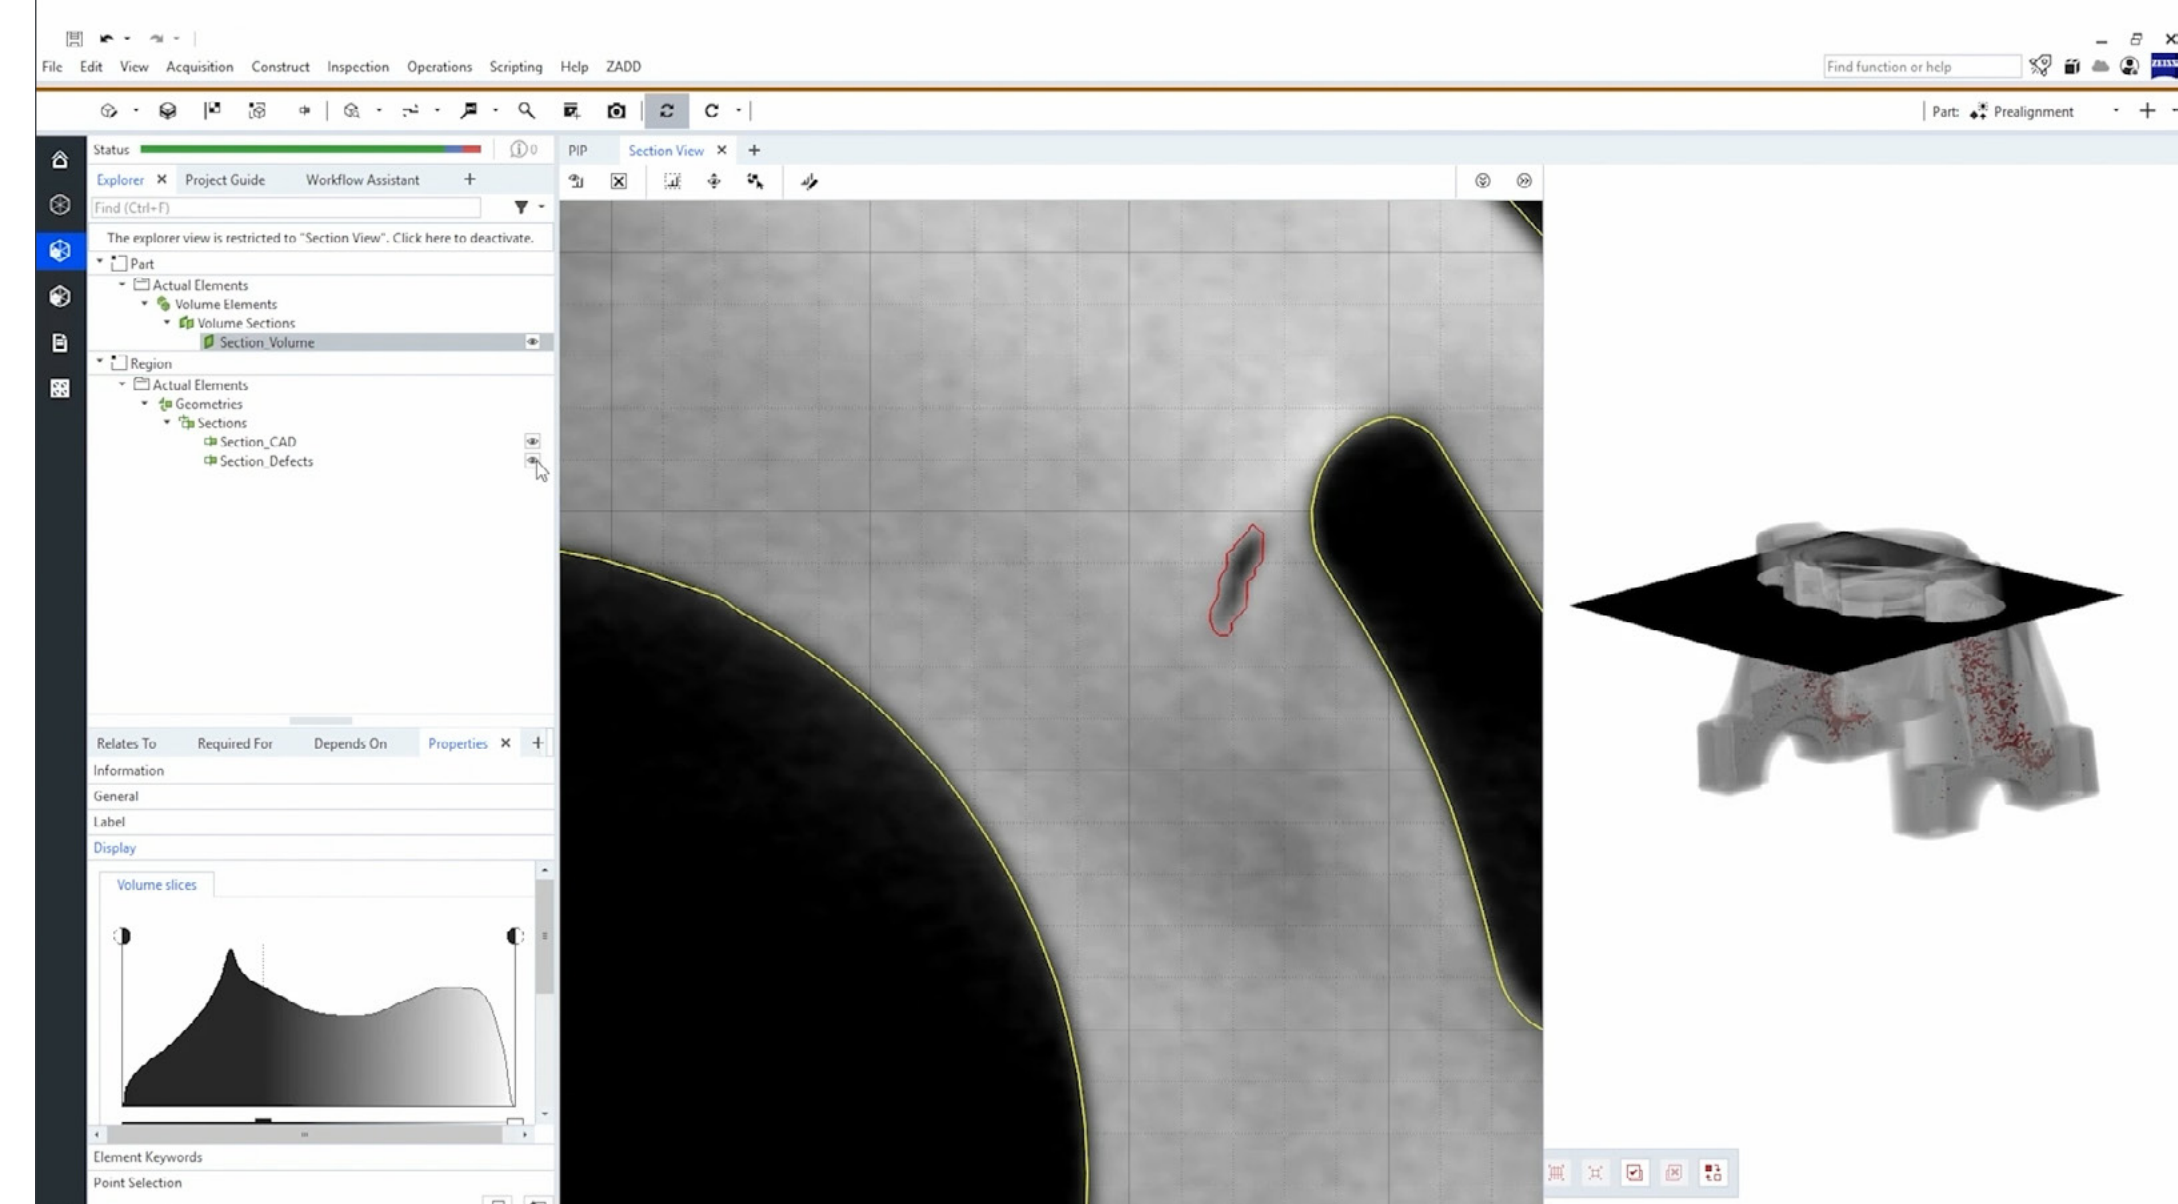 File Edit View Acquisition Construct Inspection Operations Scripting Help ZADD
Find function or help
ZEISS
Part: Prealignment
Status
0
Explorer Project Guide Workflow Assistant
Find (Ctrl+F)
The explorer view is restricted to "Section View". Click here to deactivate.
Part
Actual Elements
Volume Elements
Volume Sections
Section_Volume
Region
Actual Elements
Geometries
Sections
Section_CAD
Section_Defects
Relates To Required For Depends On Properties
Information
General
Label
Display
Volume slices
Element Keywords
Point Selection
PIP Section View